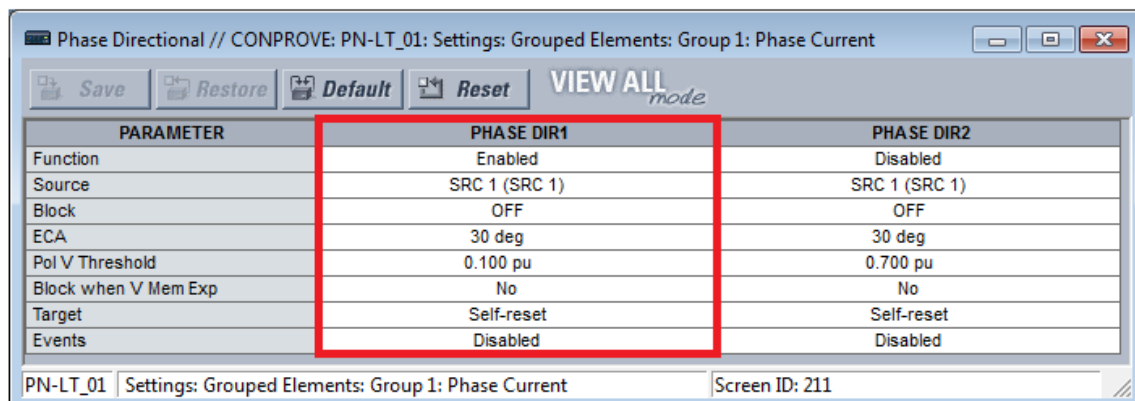 Phase Directional // CONPROVE: PN-LT_01: Settings: Grouped Elements: Group 1: Phase Current
Save Restore Default Reset VIEW ALL mode
PARAMETER PHASE DIR1 PHASE DIR2
Function Enabled Disabled
Source SRC 1 (SRC 1) SRC 1 (SRC 1)
Block OFF OFF
ECA 30 deg 30 deg
Pol V Threshold 0.100 pu 0.700 pu
Block when V Mem Exp No No
Target Self-reset Self-reset
Events Disabled Disabled
PN-LT_01 Settings: Grouped Elements: Group 1: Phase Current Screen ID: 211